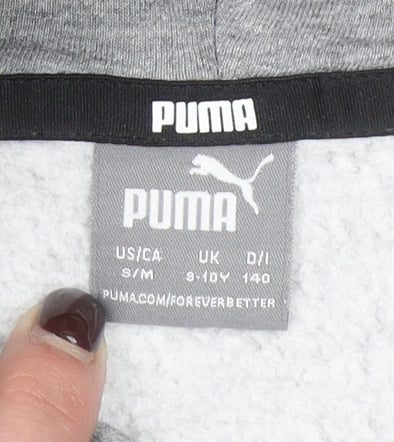 PUMA
PUMA
US/CA UK D/I
S/M 9-10Y 140
PUMA.COM/FOREVERBETTER